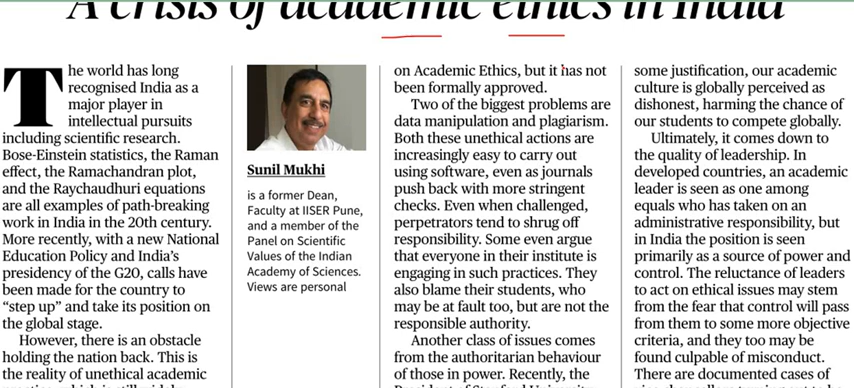 A crisis of academic ethics in India
The world has long
recognised India as a
major player in
intellectual pursuits
including scientific research.
Bose-Einstein statistics, the Raman
effect, the Ramachandran plot,
and the Raychaudhuri equations
are all examples of path-breaking
work in India in the 20th century.
More recently, with a new National
Education Policy and India's
presidency of the G20, calls have
been made for the country to
“step up” and take its position on
the global stage.
However, there is an obstacle
holding the nation back. This is
the reality of unethical academic
Sunil Mukhi
is a former Dean,
Faculty at IISER Pune,
and a member of the
Panel on Scientific
Values of the Indian
Academy of Sciences.
Views are personal
on Academic Ethics, but it has not
been formally approved.
Two of the biggest problems are
data manipulation and plagiarism.
Both these unethical actions are
increasingly easy to carry out
using software, even as journals
push back with more stringent
checks. Even when challenged,
perpetrators tend to shrug off
responsibility. Some even argue
that everyone in their institute is
engaging in such practices. They
also blame their students, who
may be at fault too, but are not the
responsible authority.
Another class of issues comes
from the authoritarian behaviour
of those in power. Recently, the
some justification, our academic
culture is globally perceived as
dishonest, harming the chance of
our students to compete globally.
Ultimately, it comes down to
the quality of leadership. In
developed countries, an academic
leader is seen as one among
equals who has taken on an
administrative responsibility, but
in India the position is seen
primarily as a source of power and
control. The reluctance of leaders
to act on ethical issues may stem
from the fear that control will pass
from them to some more objective
criteria, and they too may be
found culpable of misconduct.
There are documented cases of